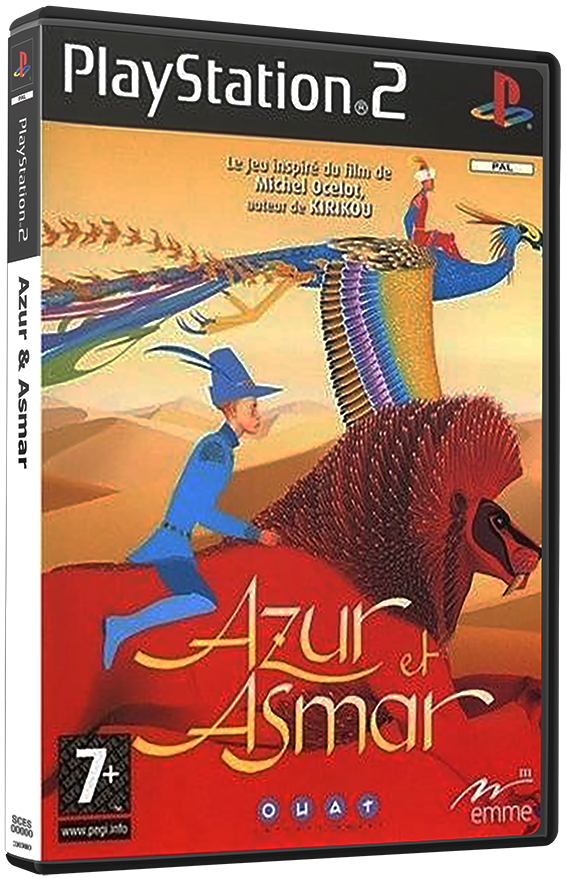 PlayStation®2
PAL
Le jeu inspiré du film de
Michel Ocelot,
auteur de KIRIKOU
Azur et
Asmar
7+
www.pegi.info
OUAT
emme
PAL
PlayStation®2
Azur & Asmar
SCES
00000